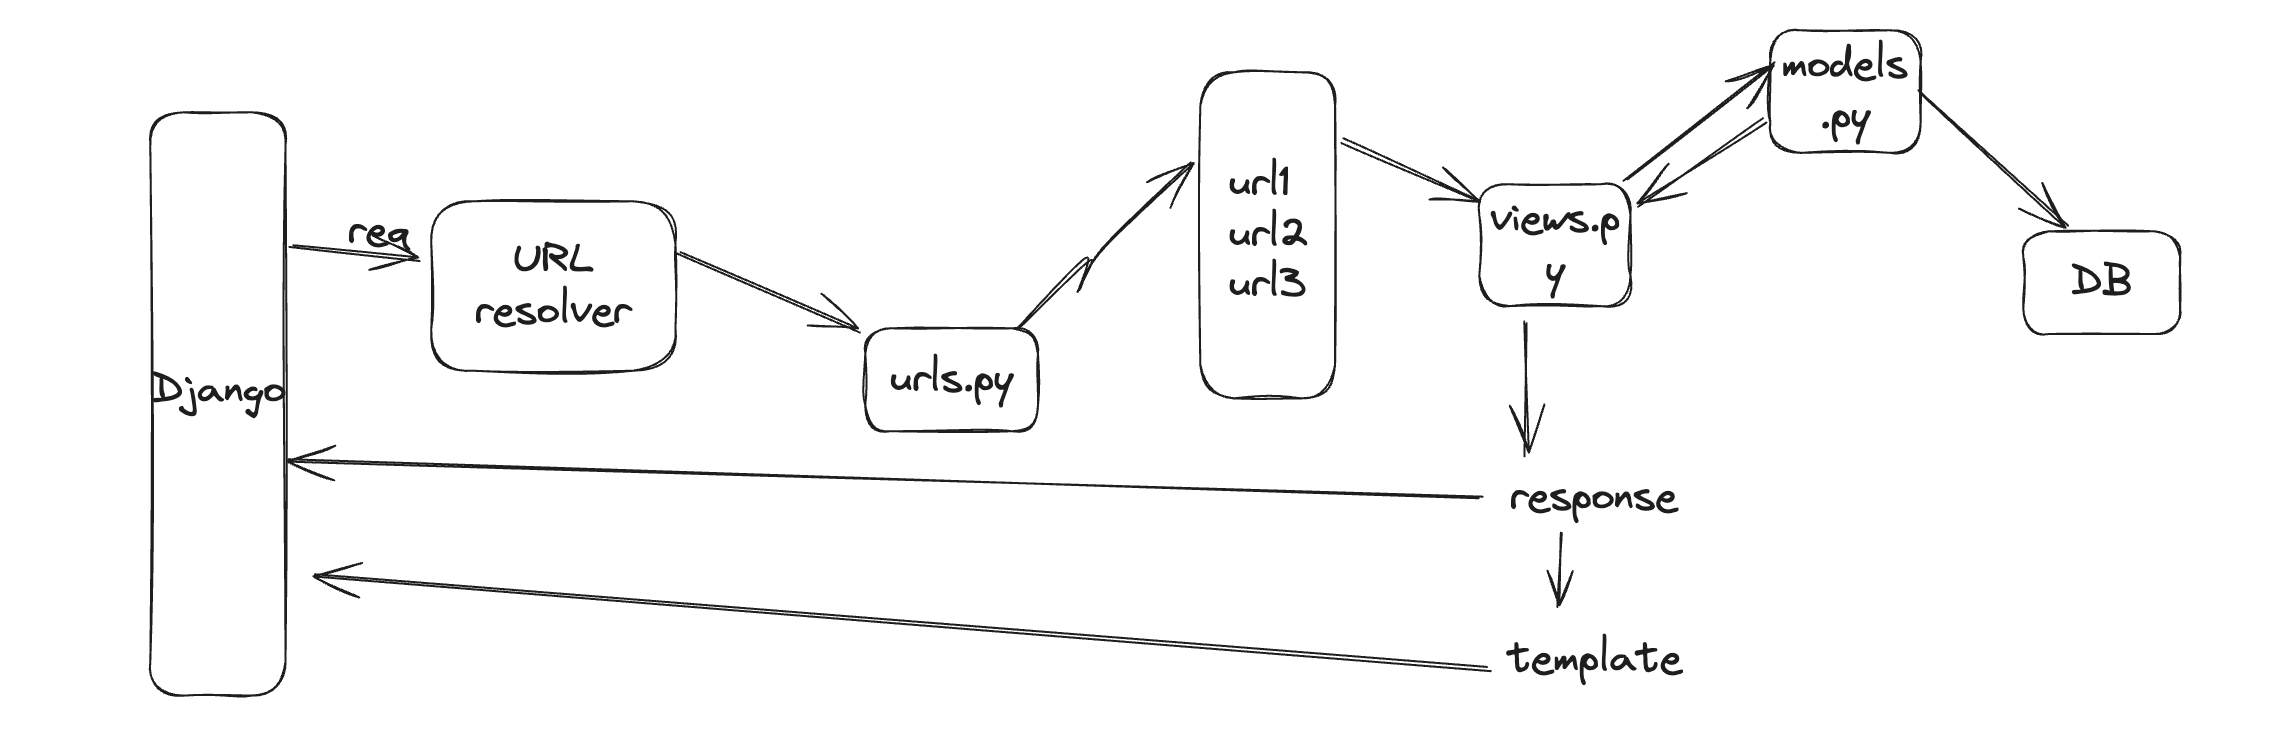 Django
req
URL
resolver
urls.py
url1
url2
url3
views.p
y
models
.py
DB
response
template